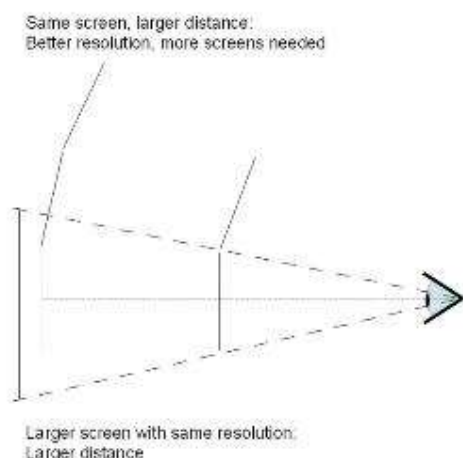 Same screen, larger distance:
Better resolution, more screens needed
Larger screen with same resolution:
Larger distance